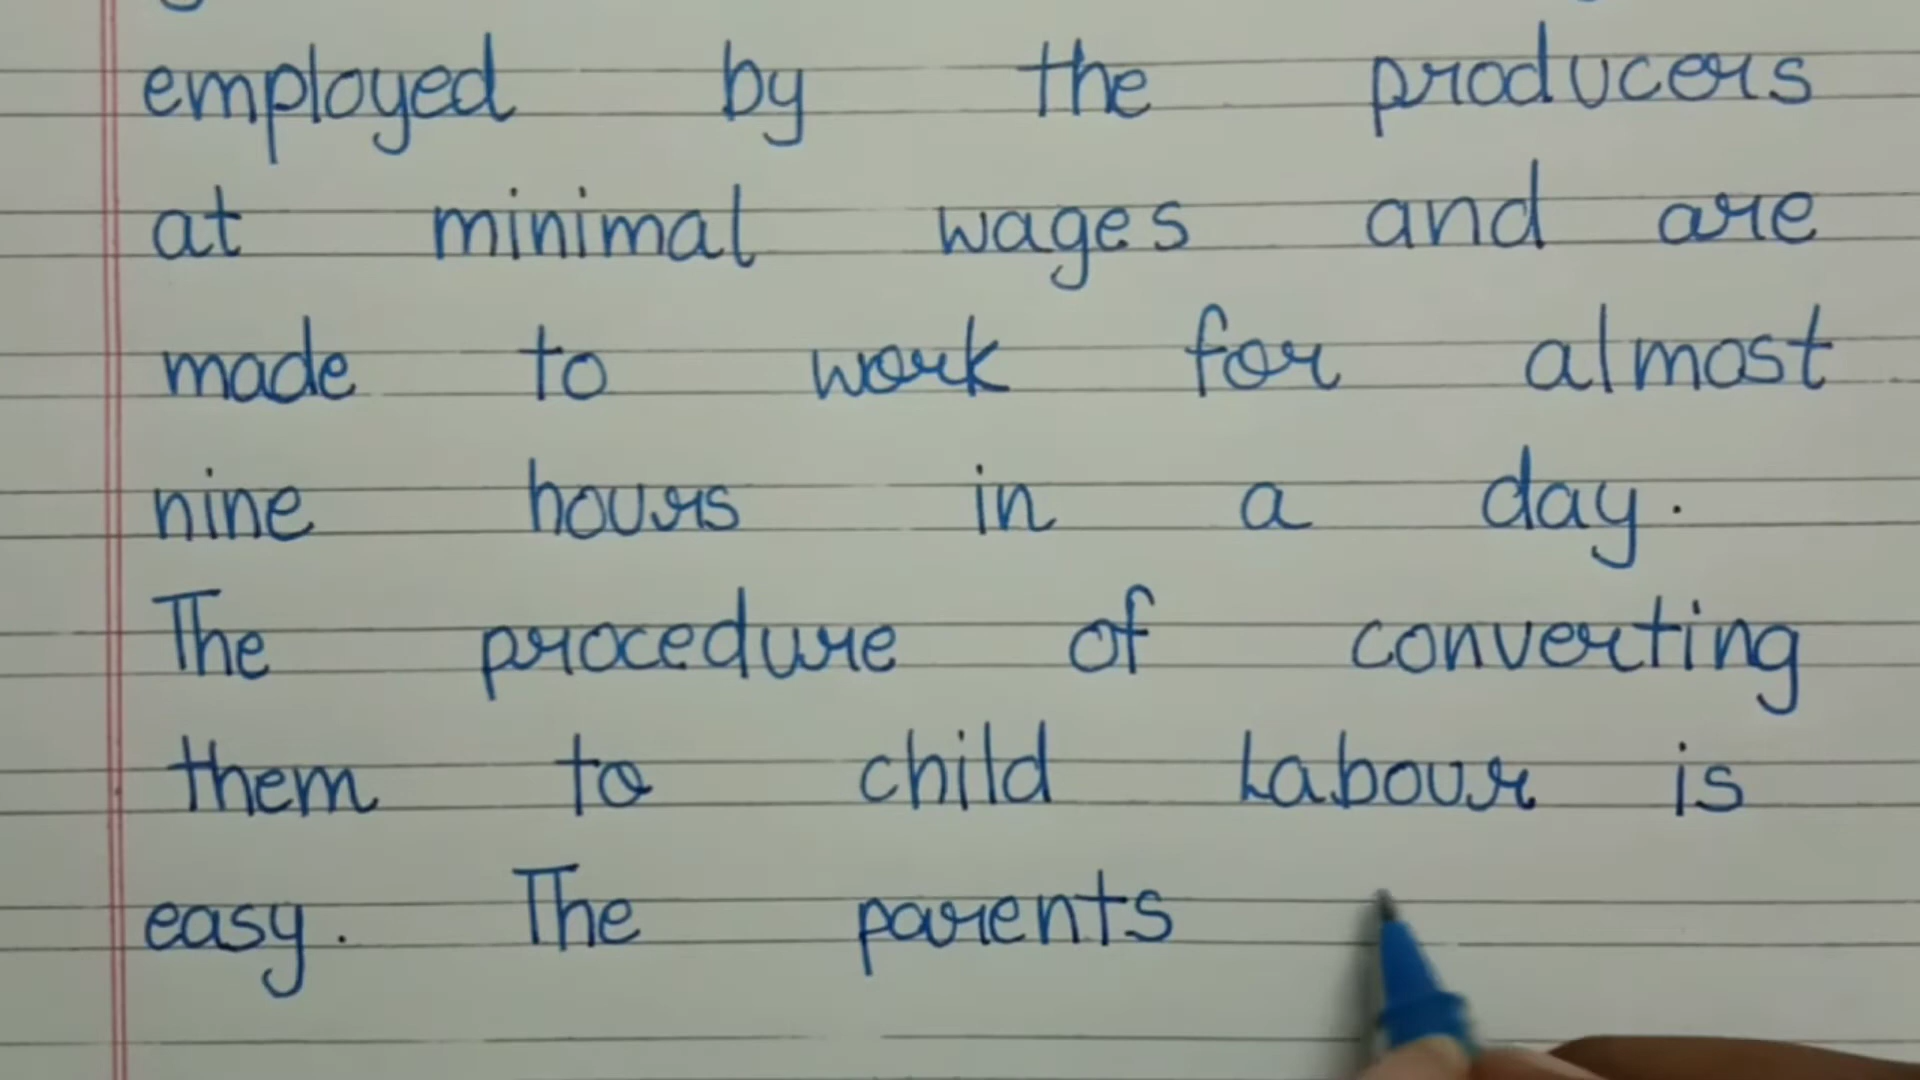 employed by the producers
at minimal wages and are
made to work for almost
nine hours in a day.
The procedure of converting
them to child Labour is
easy. The parents